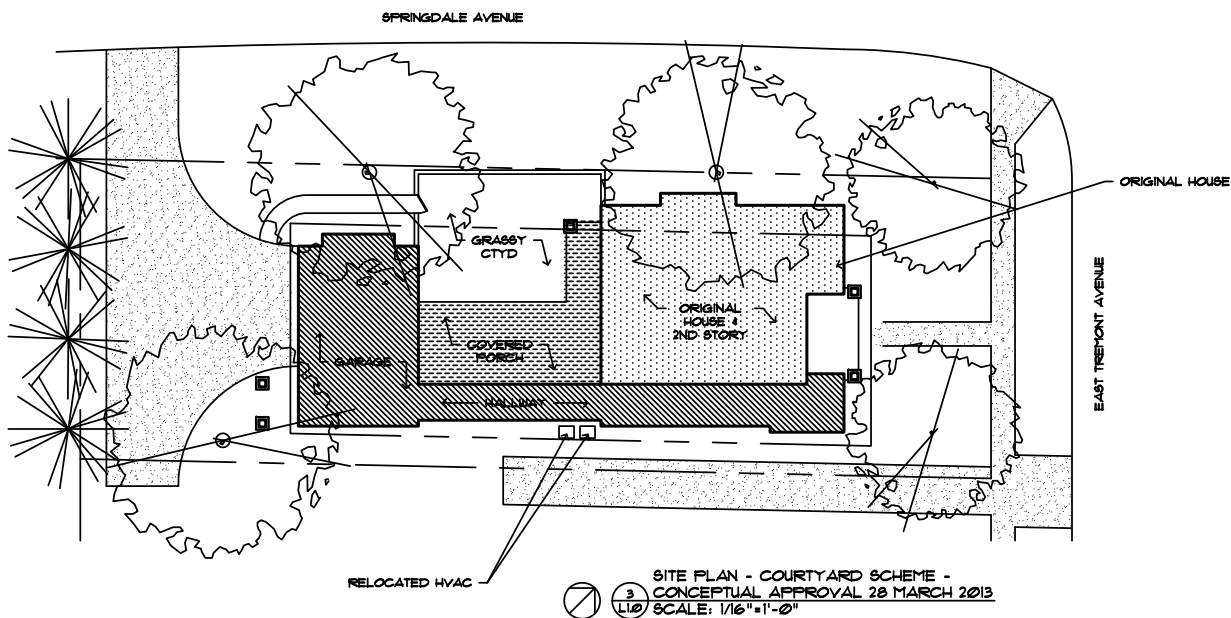 SPRINGDALE AVENUE
ORIGINAL HOUSE
GRASSY
CTYD
ORIGINAL
HOUSE &
2ND STORY
EAST TREMONT AVENUE
GARAGE
COVERED
PORCH
HALLWAY
RELOCATED HVAC
SITE PLAN - COURTYARD SCHEME -
3
CONCEPTUAL APPROVAL 28 MARCH 2013
L1.0
SCALE: 1/16"=1'-0"